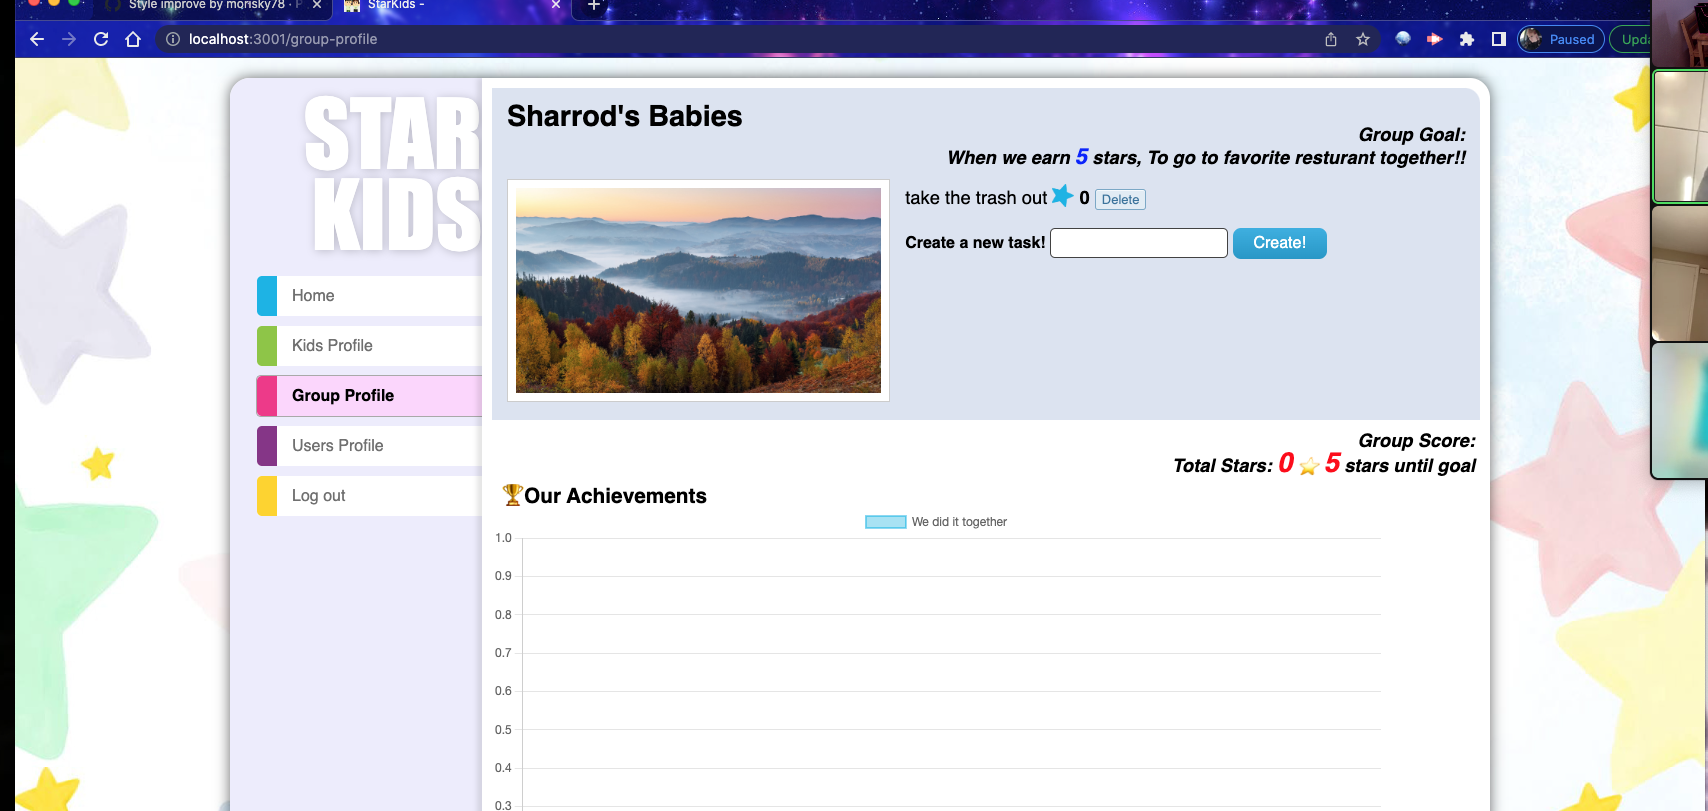 Style improve by morisky78 · P
StarKids -
localhost:3001/group-profile
Paused
Upda
STAR
KIDS
Home
Kids Profile
Group Profile
Users Profile
Log out
Sharrod's Babies
Group Goal:
When we earn 5 stars, To go to favorite resturant together!!
take the trash out 0 Delete
Create a new task! Create!
Group Score:
Total Stars: 0 5 stars until goal
Our Achievements
We did it together
1.0
0.9
0.8
0.7
0.6
0.5
0.4
0.3